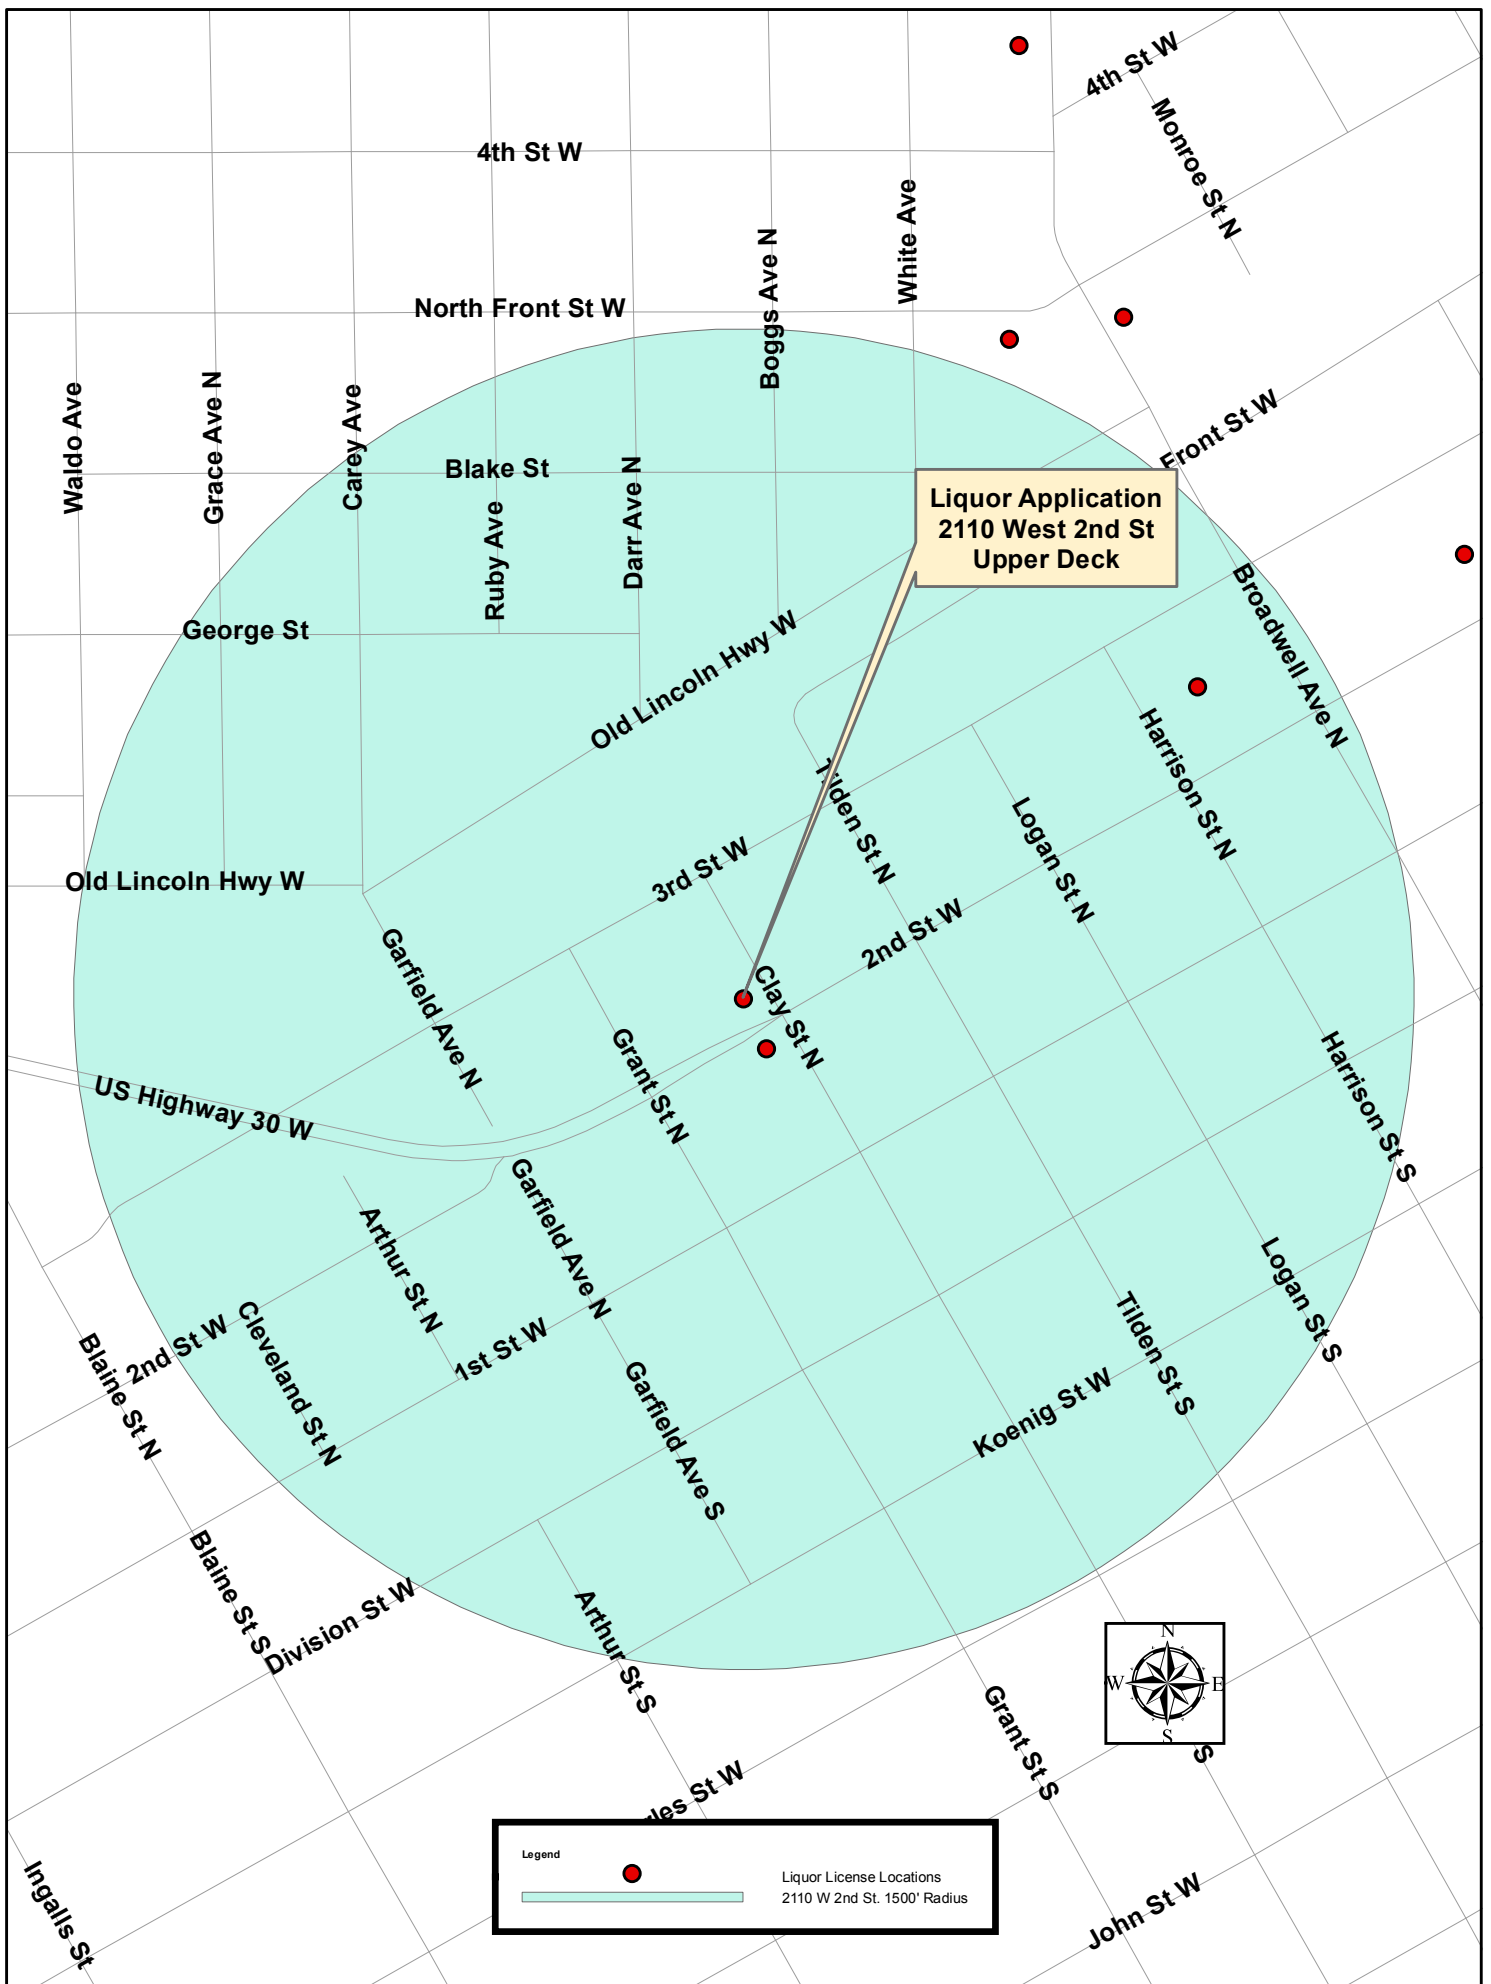 4th St W
Monroe St N
4th St W
White Ave
Boggs Ave N
North Front St W
Waldo Ave
Grace Ave N
Carey Ave
Front St W
Blake St
Ruby Ave
Darr Ave N
Liquor Application
2110 West 2nd St
Upper Deck
Broadwell Ave N
George St
Old Lincoln Hwy W
Harrison St N
Tilden St N
Logan St N
3rd St W
Old Lincoln Hwy W
2nd St W
Garfield Ave N
Clay St N
Grant St N
Harrison St S
US Highway 30 W
Garfield Ave N
Arthur St N
Logan St S
Cleveland St N
Tilden St S
2nd St W
Blaine St N
1st St W
Garfield Ave S
Koenig St W
Blaine St S
Division St W
Arthur St S
N
W E
S
Grant St S
S
St W
Legend
Liquor License Locations
2110 W 2nd St. 1500' Radius
Ingalls St
John St W